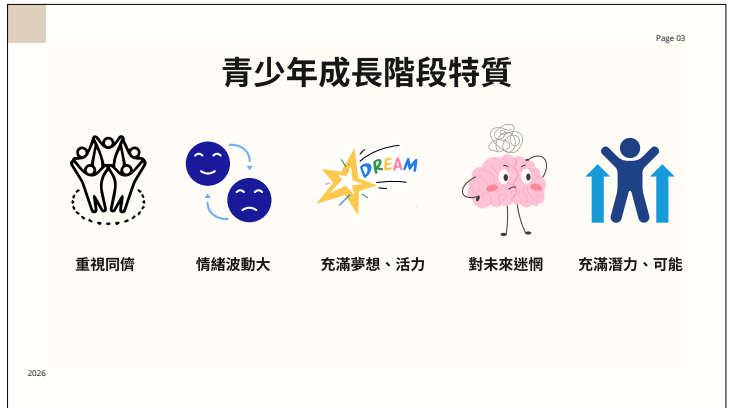 Page 03
青少年成長階段特質
DREAM
重視同儕
情緒波動大
充滿夢想、活力
對未來迷惘
充滿潛力、可能
2026